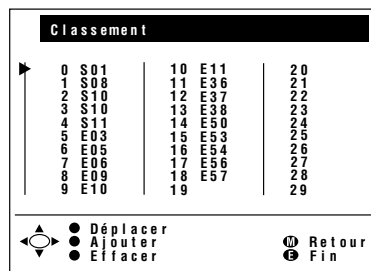 Classement
0 S01 10 E11 20
1 S08 11 E36 21
2 S10 12 E37 22
3 S10 13 E38 23
4 S11 14 E50 24
5 E03 15 E53 25
6 E05 16 E54 26
7 E06 17 E56 27
8 E09 18 E57 28
9 E10 19 29
Déplacer
Ajouter M Retour
Effacer E Fin